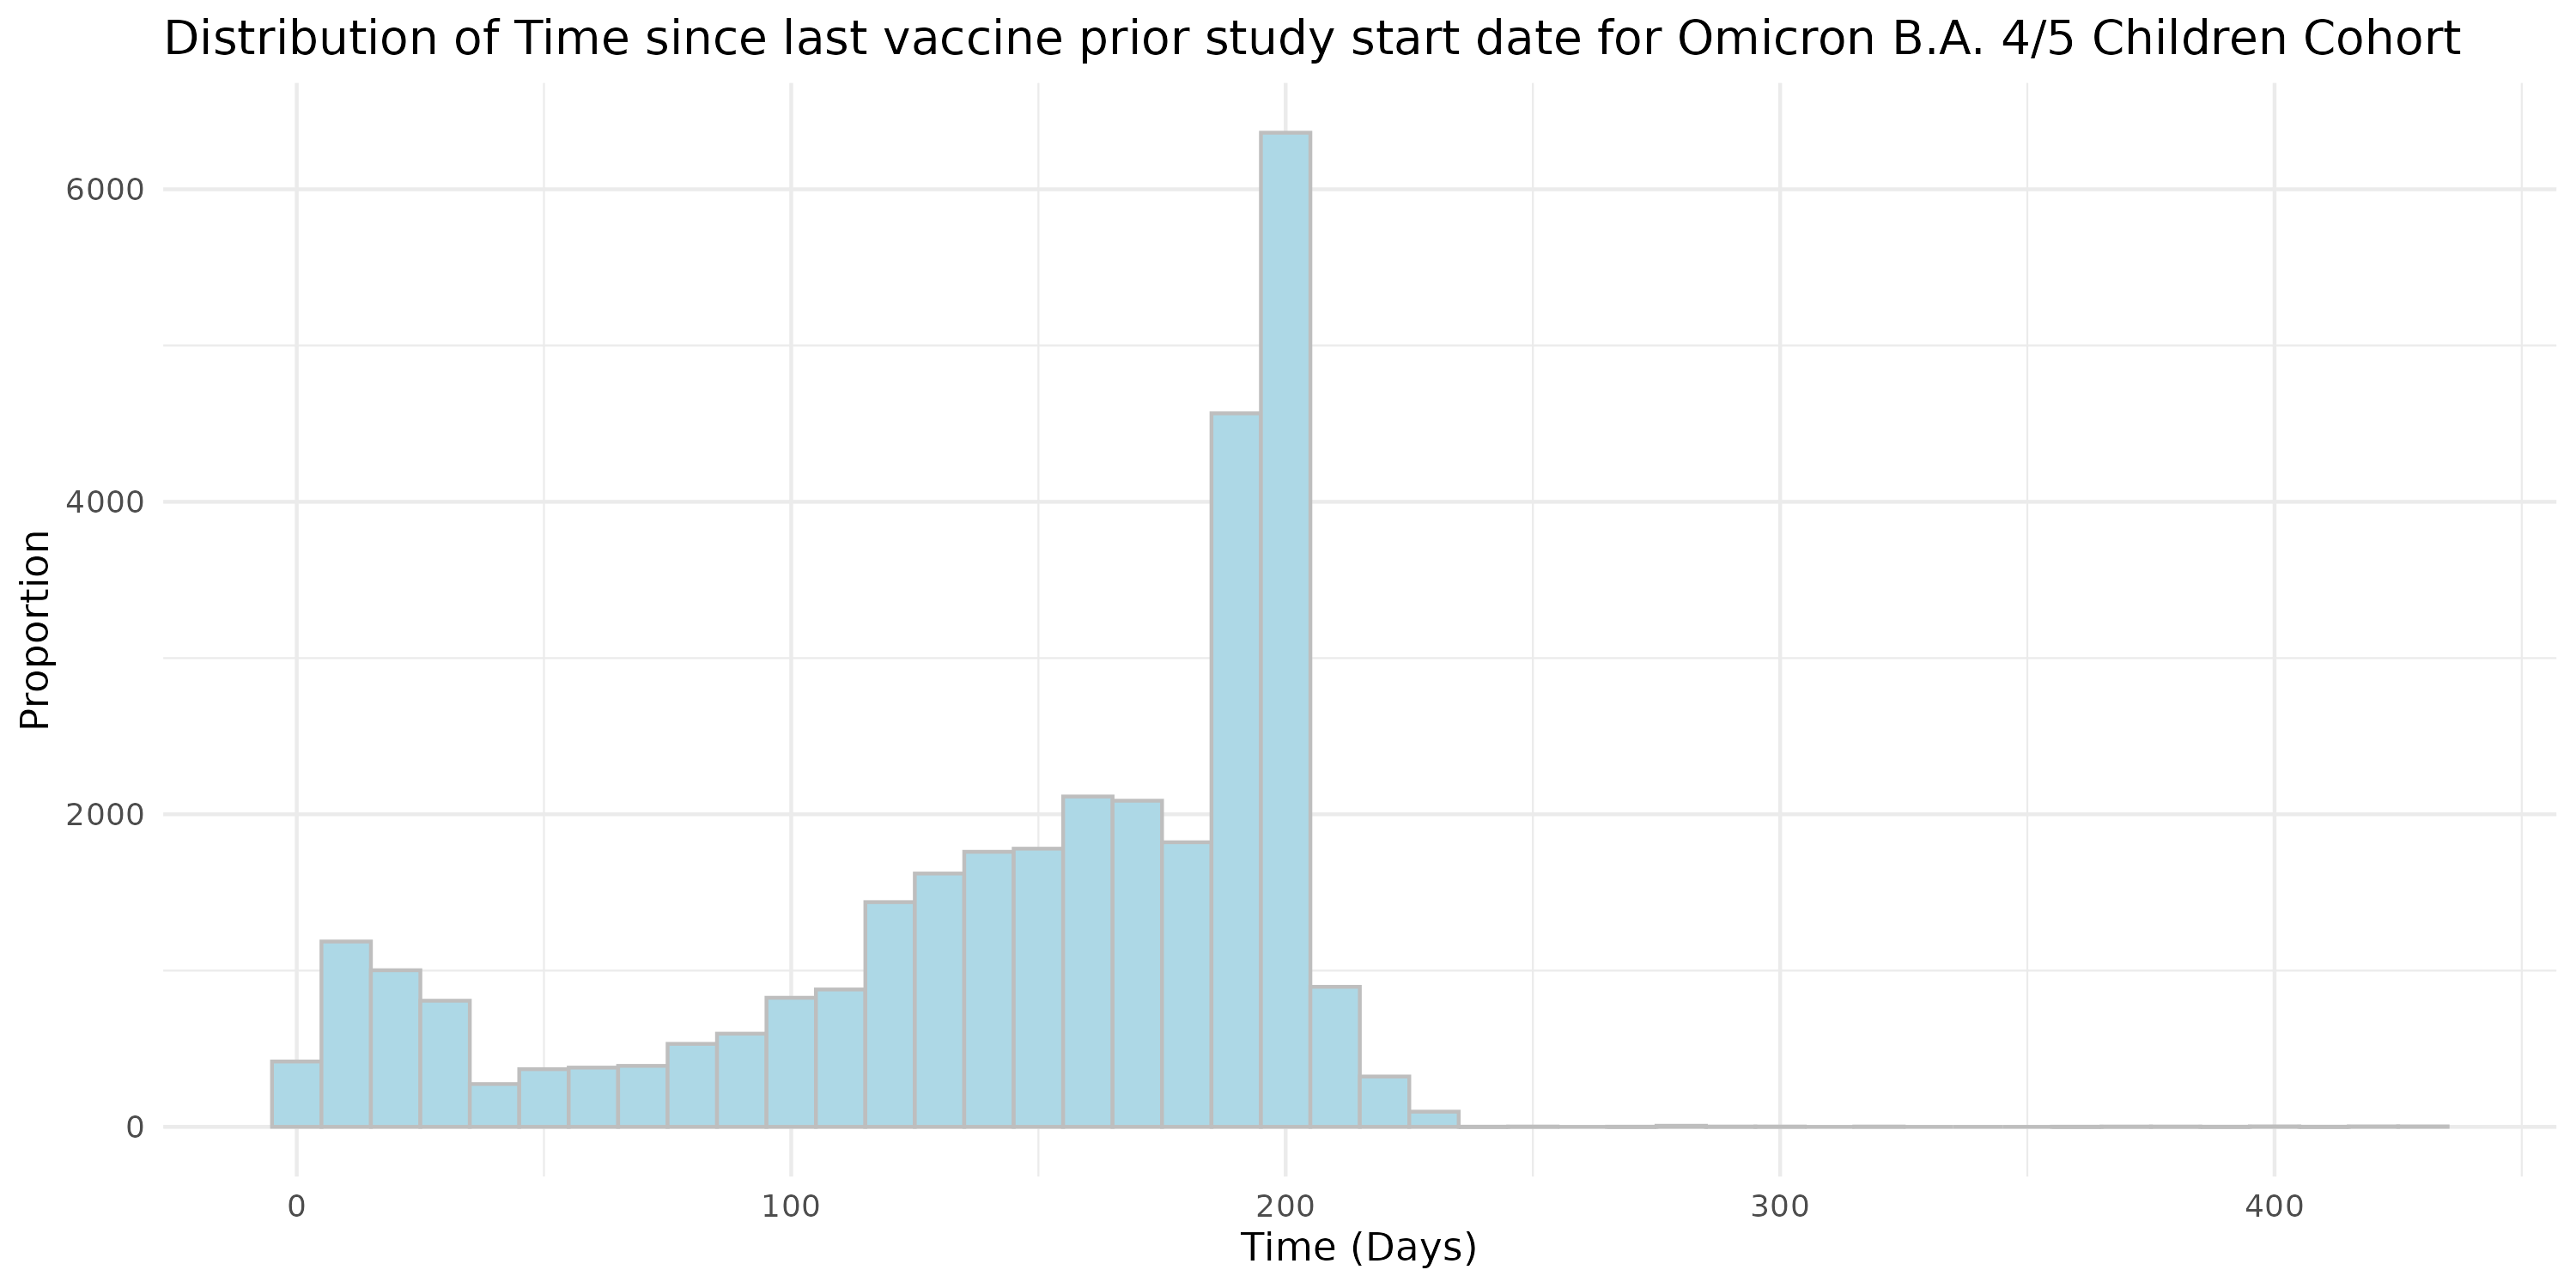 Distribution of Time since last vaccine prior study start date for Omicron B.A. 4/5 Children Cohort
6000
4000
2000
0
Proportion
0 100 200 300 400
Time (Days)